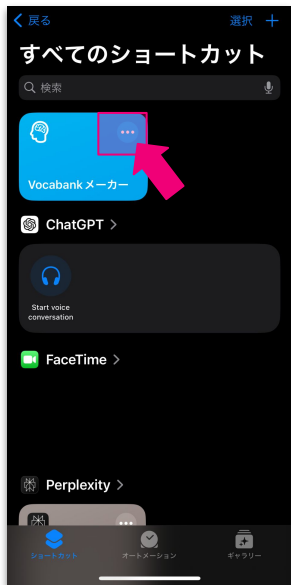 戻る
選択
すべてのショートカット
検索
Vocabank メーカー
ChatGPT
Start voice
conversation
FaceTime
Perplexity
ショートカット
オートメーション
ギャラリー